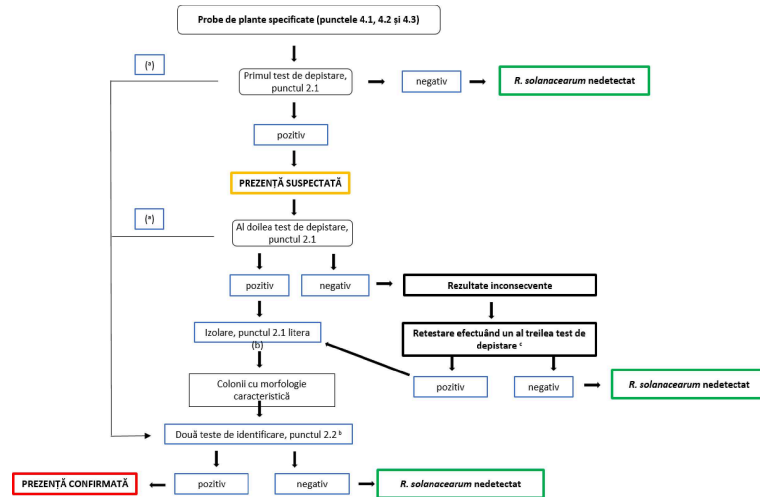 Probe de plante specificate (punctele 4.1, 4.2 și 4.3)
(ᵃ)
Primul test de depistare,
punctul 2.1
negativ
R. solanacearum nedetectat
pozitiv
PREZENȚĂ SUSPECTATĂ
(ᵃ)
Al doilea test de depistare,
punctul 2.1
pozitiv
negativ
Rezultate inconsecvente
Izolare, punctul 2.1 litera
(b)
Retestare efectuând un al treilea test de
depistare ᶜ
Colonii cu morfologie
caracteristică
pozitiv
negativ
R. solanacearum nedetectat
Două teste de identificare, punctul 2.2 ᵇ
PREZENȚĂ CONFIRMATĂ
pozitiv
negativ
R. solanacearum nedetectat